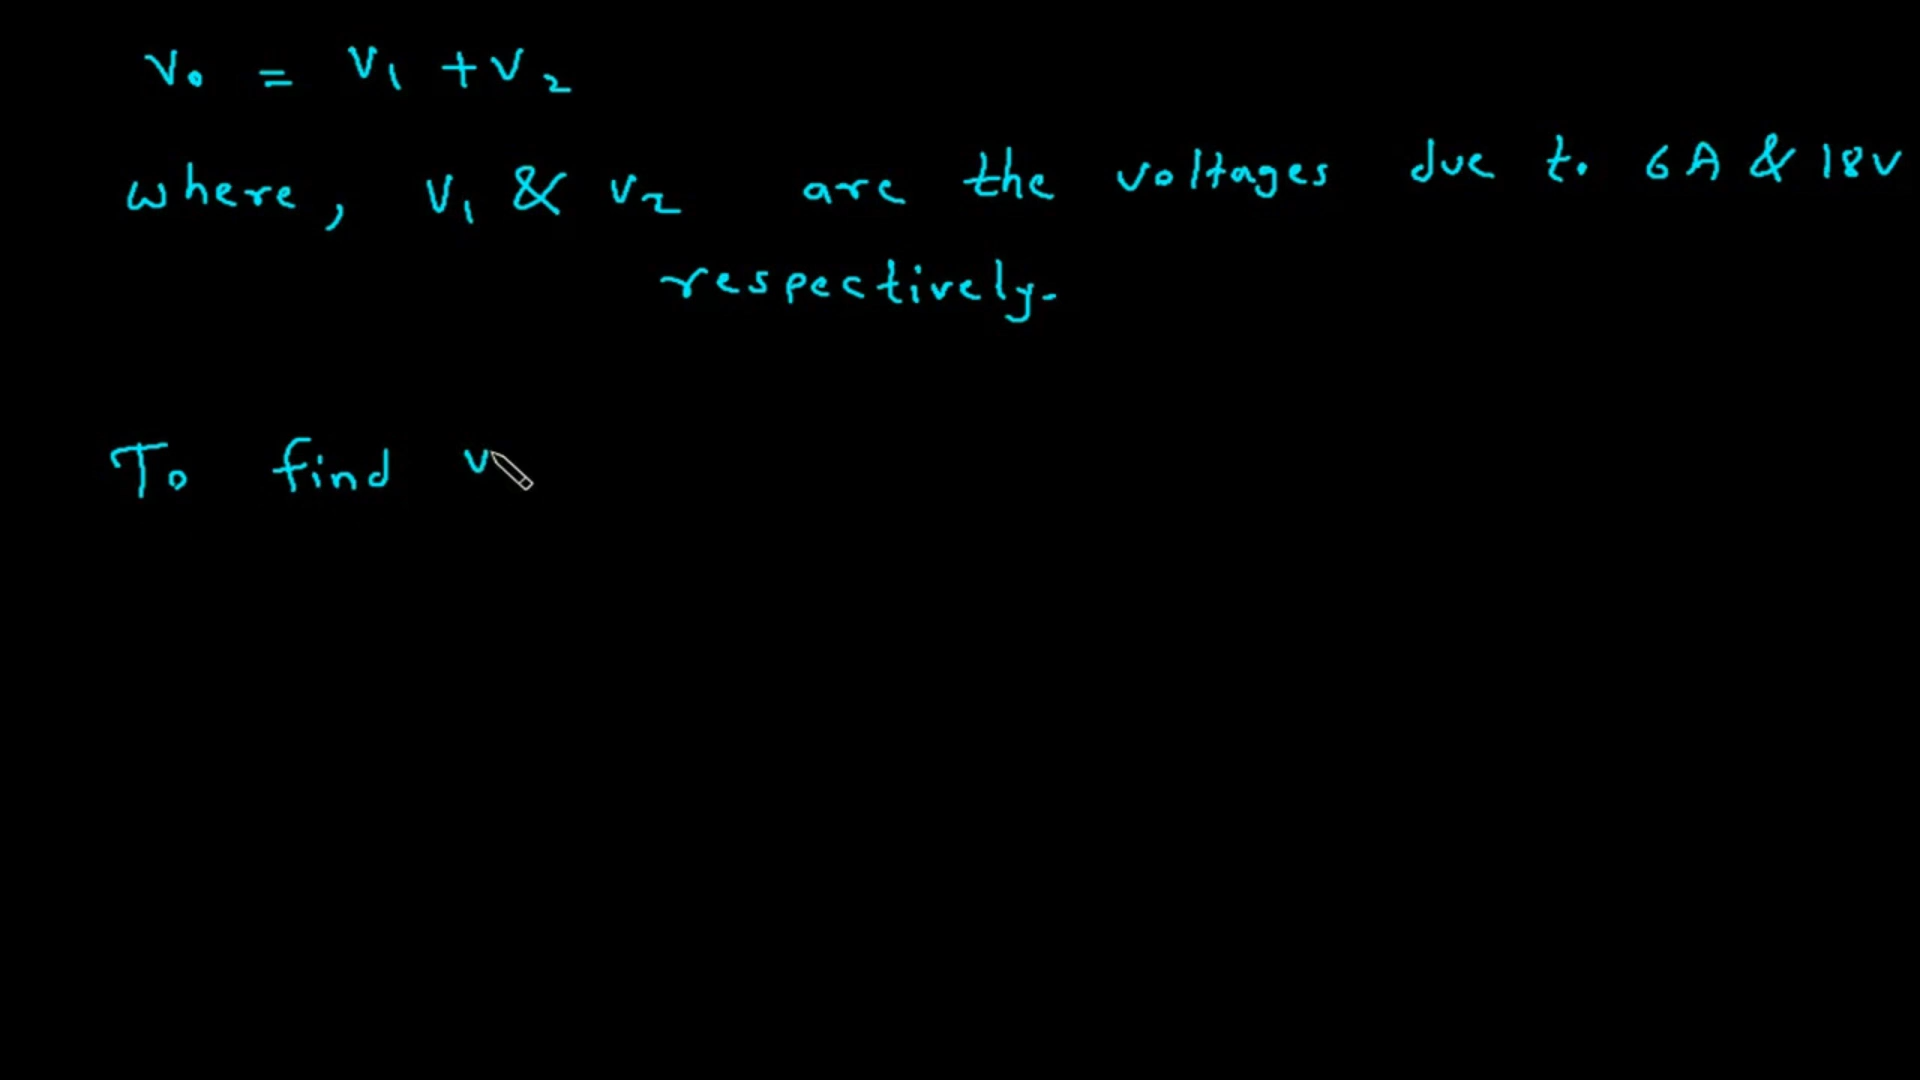 v₀ = v₁ + v₂
where, v₁ & v₂ are the voltages due to 6A & 18v
respectively.
To find v